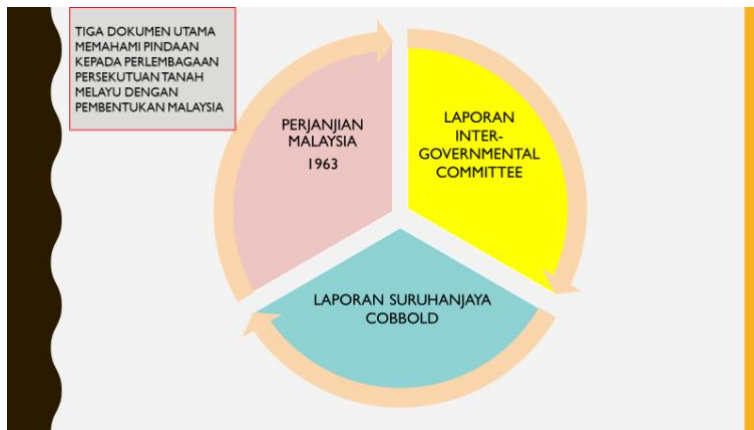 TIGA DOKUMEN UTAMA
MEMAHAMI PINDAAN
KEPADA PERLEMBAGAAN
PERSEKUTUAN TANAH
MELAYU DENGAN
PEMBENTUKAN MALAYSIA
PERJANJIAN
MALAYSIA
1963
LAPORAN
INTER-
GOVERNMENTAL
COMMITTEE
LAPORAN SURUHANJAYA
COBBOLD